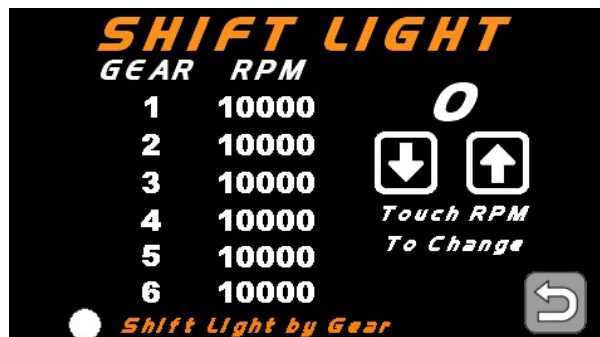 SHIFT LIGHT
GEAR RPM
1 10000
2 10000
3 10000
4 10000
5 10000
6 10000
0
Touch RPM
To Change
Shift Light by Gear